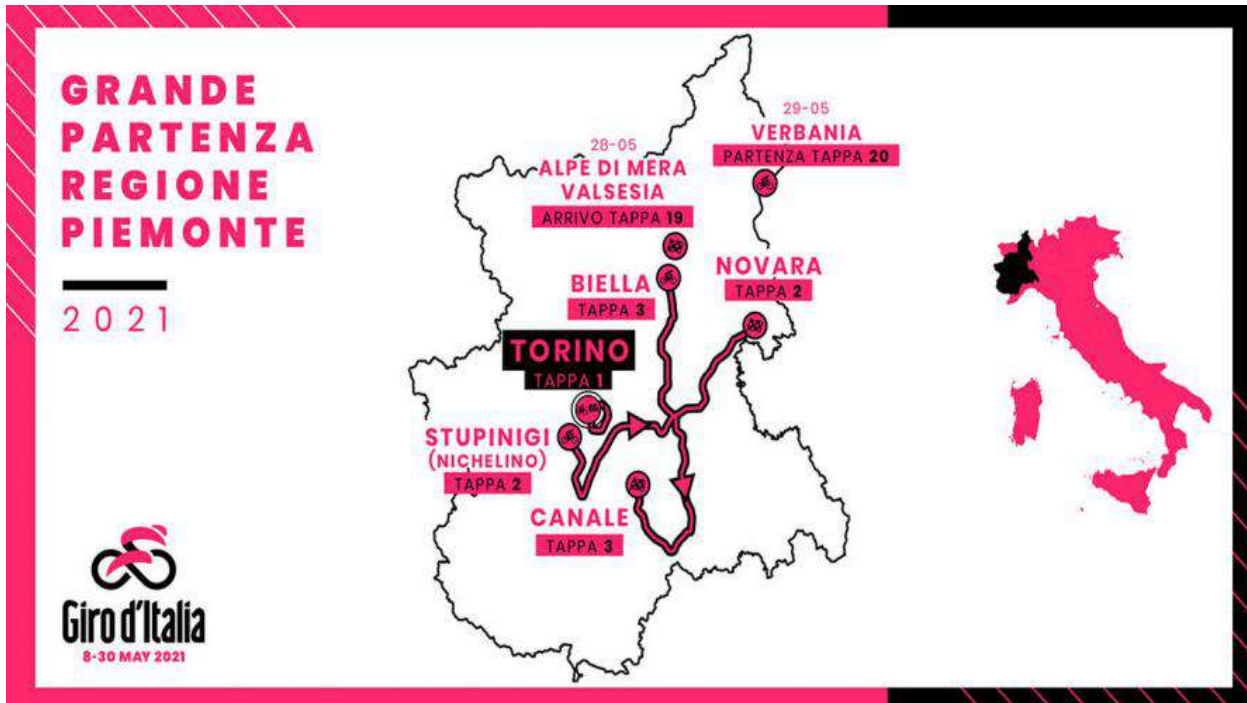 GRANDE
PARTENZA
REGIONE
PIEMONTE
2021
28-05
ALPE DI MERA
VALSESIA
ARRIVO TAPPA 19
29-05
VERBANIA
PARTENZA TAPPA 20
BIELLA
TAPPA 3
NOVARA
TAPPA 2
TORINO
TAPPA 1
STUPINIGI
(NICHELINO)
TAPPA 2
CANALE
TAPPA 3
Giro d'Italia
8-30 MAY 2021